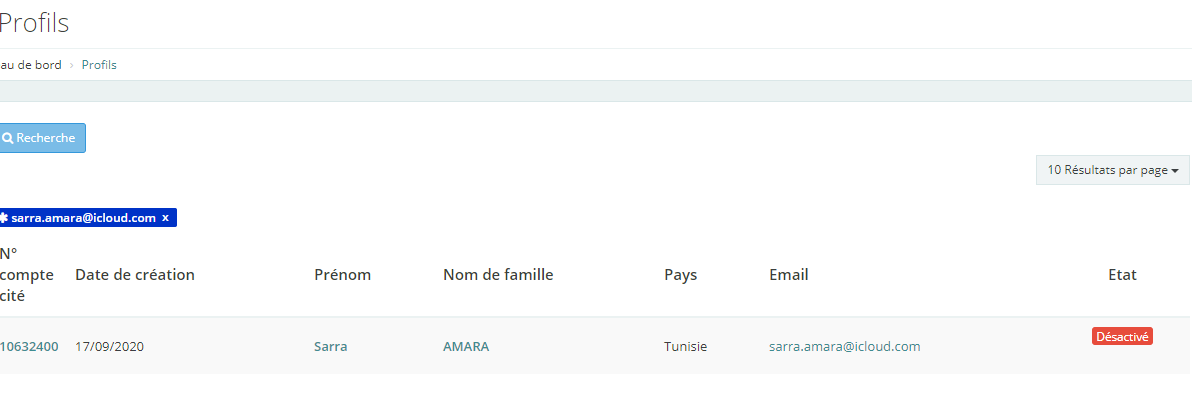 Profils
au de bord › Profils
Recherche
10 Résultats par page
✱ sarra.amara@icloud.com x
N° compte cité Date de création Prénom Nom de famille Pays Email Etat
10632400 17/09/2020 Sarra AMARA Tunisie sarra.amara@icloud.com Désactivé